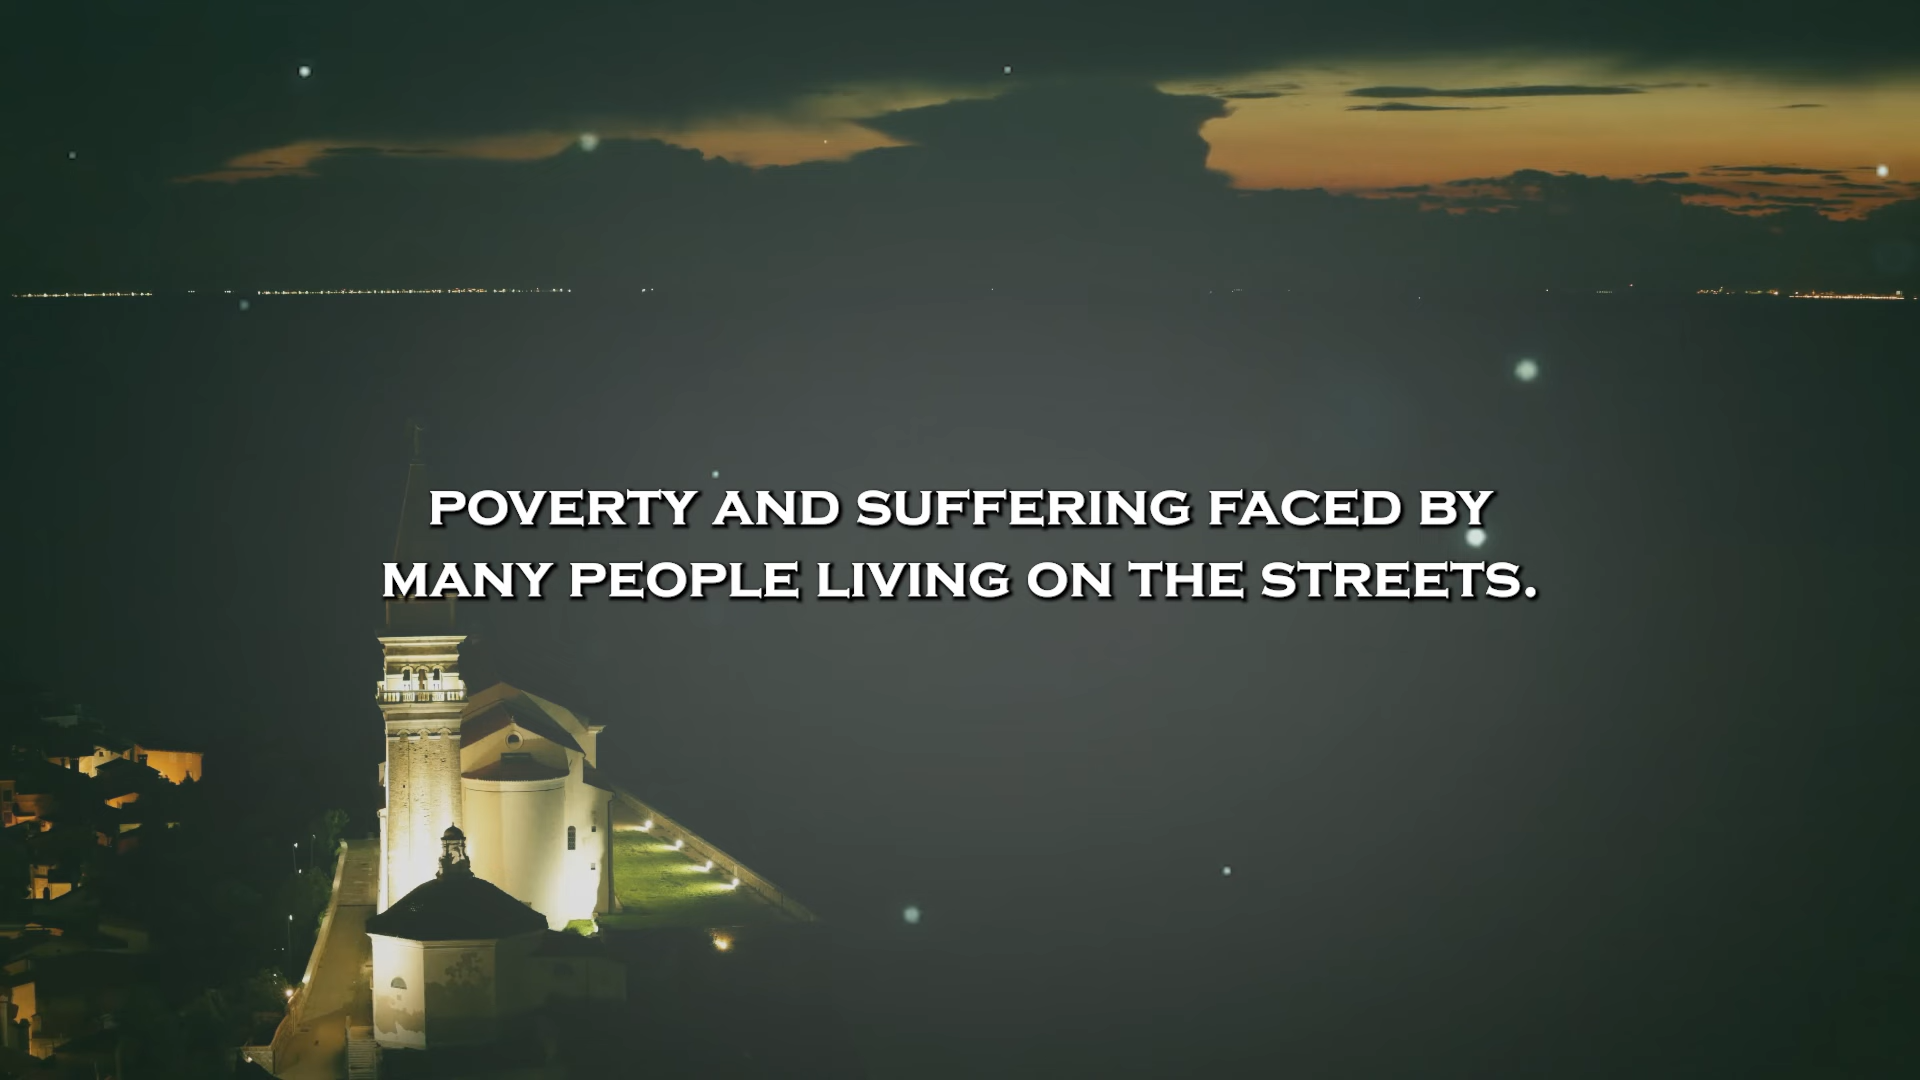 POVERTY AND SUFFERING FACED BY
MANY PEOPLE LIVING ON THE STREETS.